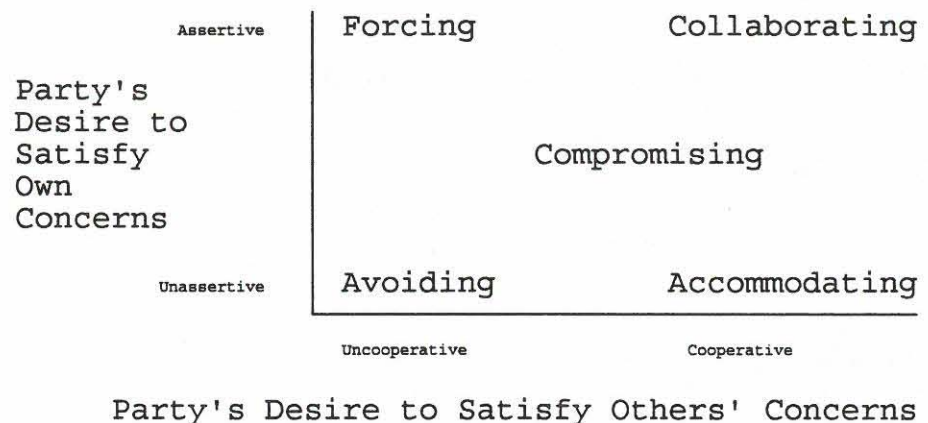 Assertive
Forcing
Collaborating
Party's
Desire to
Satisfy
Own
Concerns
Compromising
Unassertive
Avoiding
Accommodating
Uncooperative
Cooperative
Party's Desire to Satisfy Others' Concerns